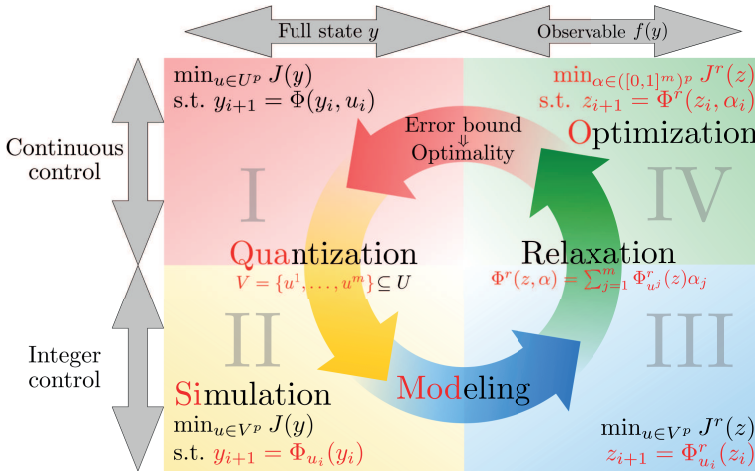 Full state y
Observable f(y)
min_{u∈U^p} J(y)
s.t. y_{i+1} = Φ(y_i, u_i)
min_{α∈([0,1]^m)^p} J^r(z)
s.t. z_{i+1} = Φ^r(z_i, α_i)
Error bound
⇓
Optimality
Optimization
Continuous
control
I
IV
Quantization
V = {u^1, ..., u^m} ⊆ U
Relaxation
Φ^r(z, α) = ∑_{j=1}^m Φ^r_{u^j}(z)α_j
Integer
control
II
III
Simulation
Modeling
min_{u∈V^p} J(y)
s.t. y_{i+1} = Φ_{u_i}(y_i)
min_{u∈V^p} J^r(z)
z_{i+1} = Φ^r_{u_i}(z_i)